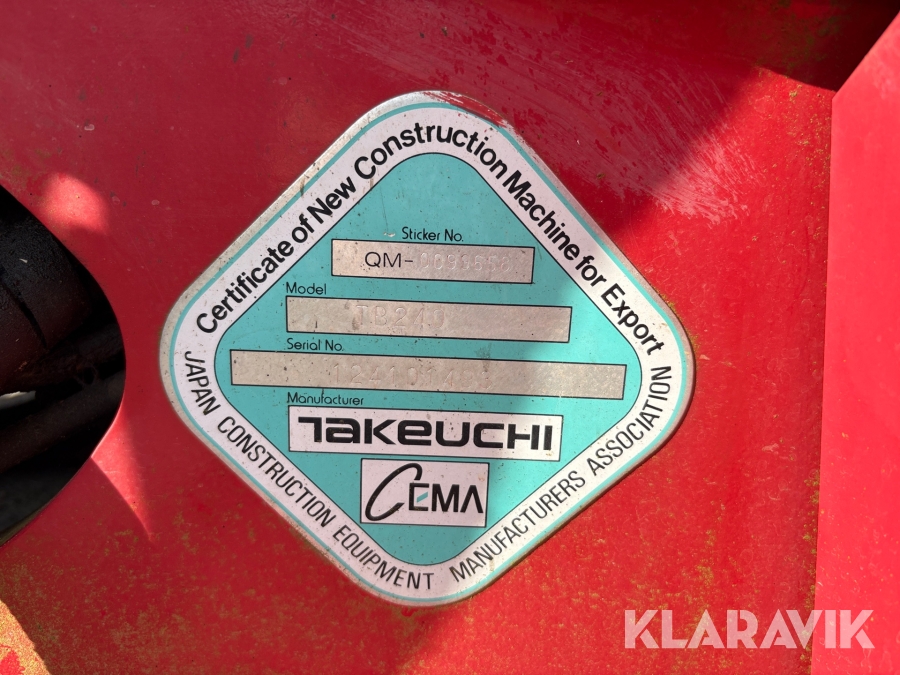 Certificate of New Construction Machine for Export
Sticker No.
QM-
Model
Serial No.
Manufacturer
TAKEUCHI
CEMA
JAPAN CONSTRUCTION EQUIPMENT MANUFACTURERS ASSOCIATION
KLARAVIK